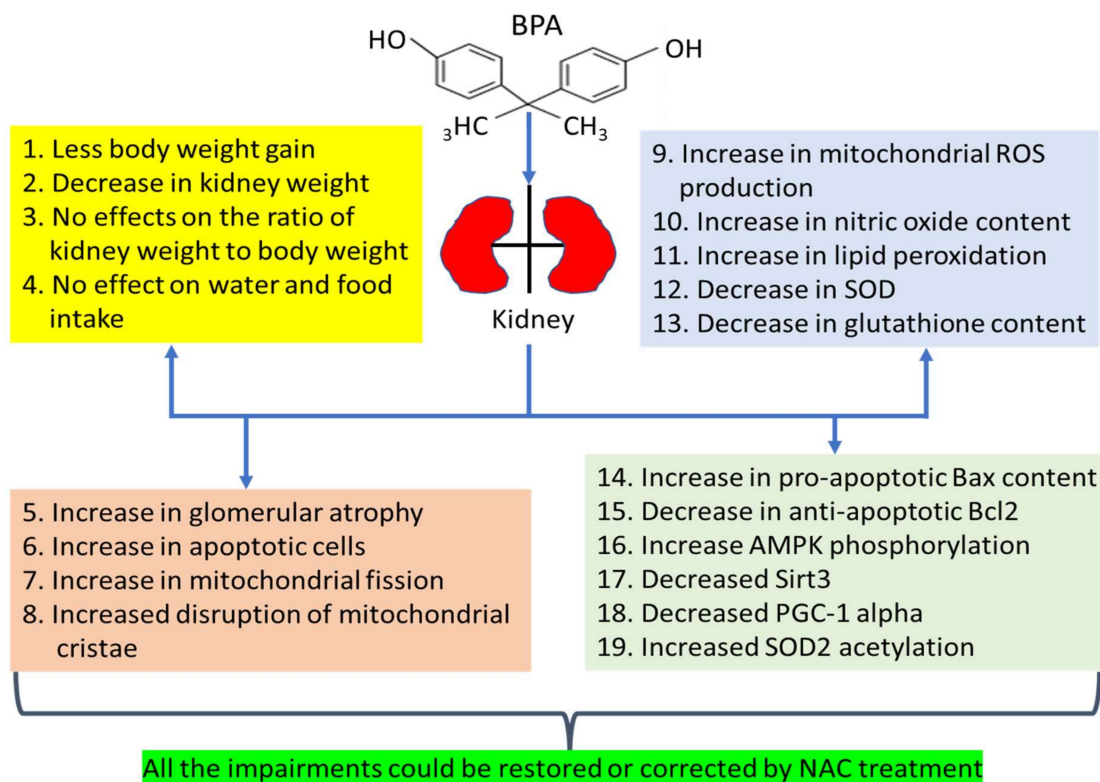 BPA
HO
OH
₃HC
CH₃
1. Less body weight gain
2. Decrease in kidney weight
3. No effects on the ratio of
kidney weight to body weight
4. No effect on water and food
intake
Kidney
9. Increase in mitochondrial ROS
production
10. Increase in nitric oxide content
11. Increase in lipid peroxidation
12. Decrease in SOD
13. Decrease in glutathione content
5. Increase in glomerular atrophy
6. Increase in apoptotic cells
7. Increase in mitochondrial fission
8. Increased disruption of mitochondrial
cristae
14. Increase in pro-apoptotic Bax content
15. Decrease in anti-apoptotic Bcl2
16. Increase AMPK phosphorylation
17. Decreased Sirt3
18. Decreased PGC-1 alpha
19. Increased SOD2 acetylation
All the impairments could be restored or corrected by NAC treatment